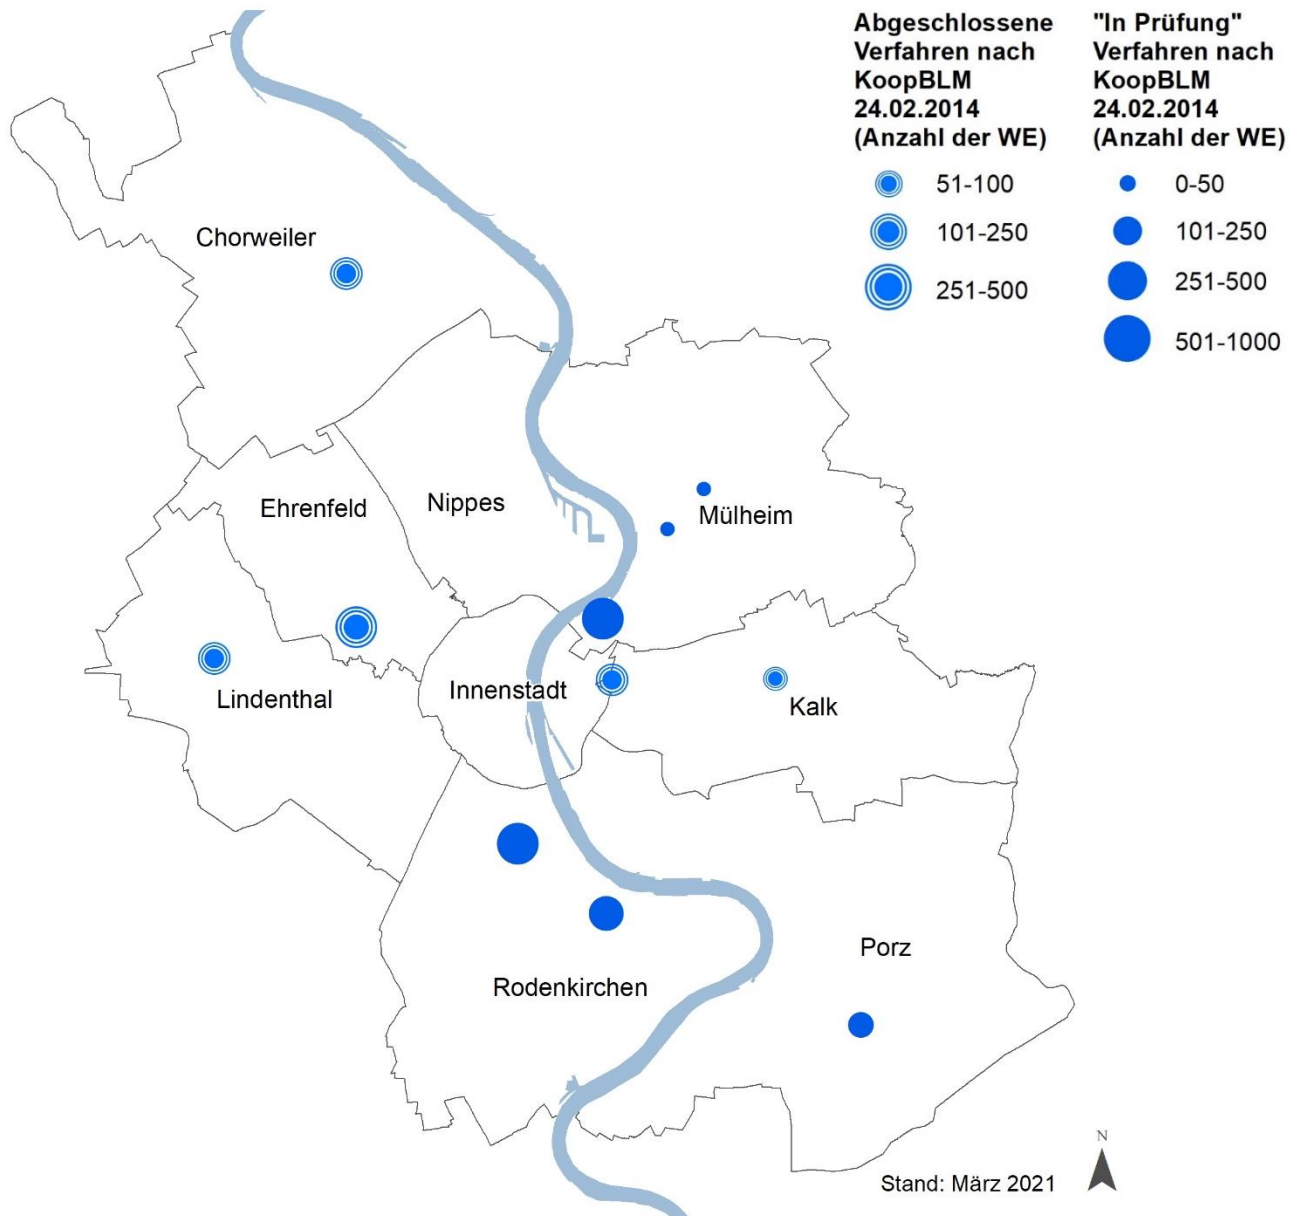 Abgeschlossene
Verfahren nach
KoopBLM
24.02.2014
(Anzahl der WE)
51-100
101-250
251-500
"In Prüfung"
Verfahren nach
KoopBLM
24.02.2014
(Anzahl der WE)
0-50
101-250
251-500
501-1000
Chorweiler
Ehrenfeld
Nippes
Mülheim
Lindenthal
Innenstadt
Kalk
Porz
Rodenkirchen
N
Stand: März 2021